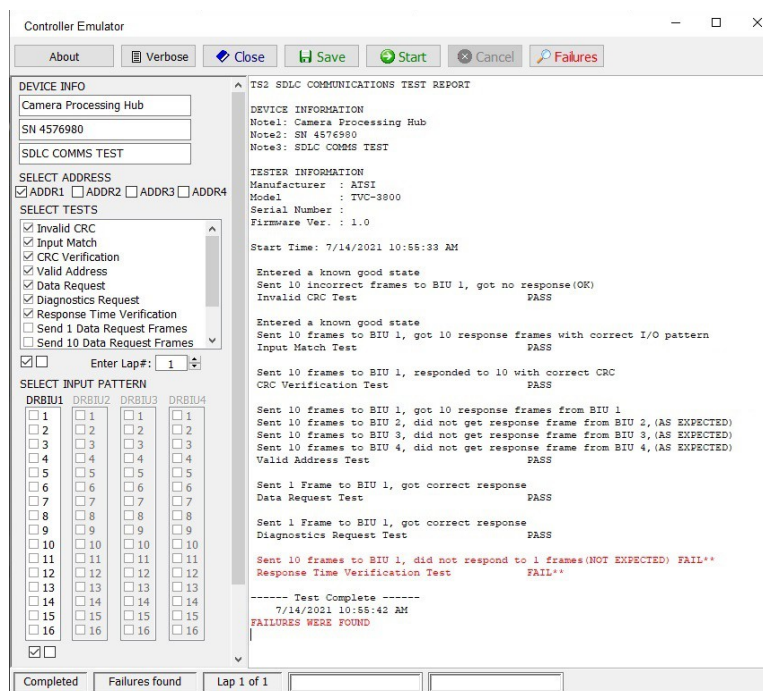 Controller Emulator
About
Verbose
Close
Save
Start
Cancel
Failures
DEVICE INFO
Camera Processing Hub
SN 4576980
SDLC COMMS TEST
SELECT ADDRESS
ADDR1 ADDR2 ADDR3 ADDR4
SELECT TESTS
Invalid CRC
Input Match
CRC Verification
Valid Address
Data Request
Diagnostics Request
Response Time Verification
Send 1 Data Request Frames
Send 10 Data Request Frames
Enter Lap#: 1
SELECT INPUT PATTERN
DRBIU1 DRBIU2 DRBIU3 DRBIU4
1 1 1 1
2 2 2 2
3 3 3 3
4 4 4 4
5 5 5 5
6 6 6 6
7 7 7 7
8 8 8 8
9 9 9 9
10 10 10 10
11 11 11 11
12 12 12 12
13 13 13 13
14 14 14 14
15 15 15 15
16 16 16 16
TS2 SDLC COMMUNICATIONS TEST REPORT
DEVICE INFORMATION
Note1: Camera Processing Hub
Note2: SN 4576980
Note3: SDLC COMMS TEST
TESTER INFORMATION
Manufacturer : ATSI
Model : TVC-3800
Serial Number :
Firmware Ver. : 1.0
Start Time: 7/14/2021 10:55:33 AM
Entered a known good state
Sent 10 incorrect frames to BIU 1, got no response(OK)
Invalid CRC Test PASS
Entered a known good state
Sent 10 frames to BIU 1, got 10 response frames with correct I/O pattern
Input Match Test PASS
Sent 10 frames to BIU 1, responded to 10 with correct CRC
CRC Verification Test PASS
Sent 10 frames to BIU 1, got 10 response frames from BIU 1
Sent 10 frames to BIU 2, did not get response frame from BIU 2,(AS EXPECTED)
Sent 10 frames to BIU 3, did not get response frame from BIU 3,(AS EXPECTED)
Sent 10 frames to BIU 4, did not get response frame from BIU 4,(AS EXPECTED)
Valid Address Test PASS
Sent 1 Frame to BIU 1, got correct response
Data Request Test PASS
Sent 1 Frame to BIU 1, got correct response
Diagnostics Request Test PASS
Sent 10 frames to BIU 1, did not respond to 1 frames(NOT EXPECTED) FAIL**
Response Time Verification Test FAIL**
------ Test Complete ------
7/14/2021 10:55:42 AM
FAILURES WERE FOUND
Completed
Failures found
Lap 1 of 1